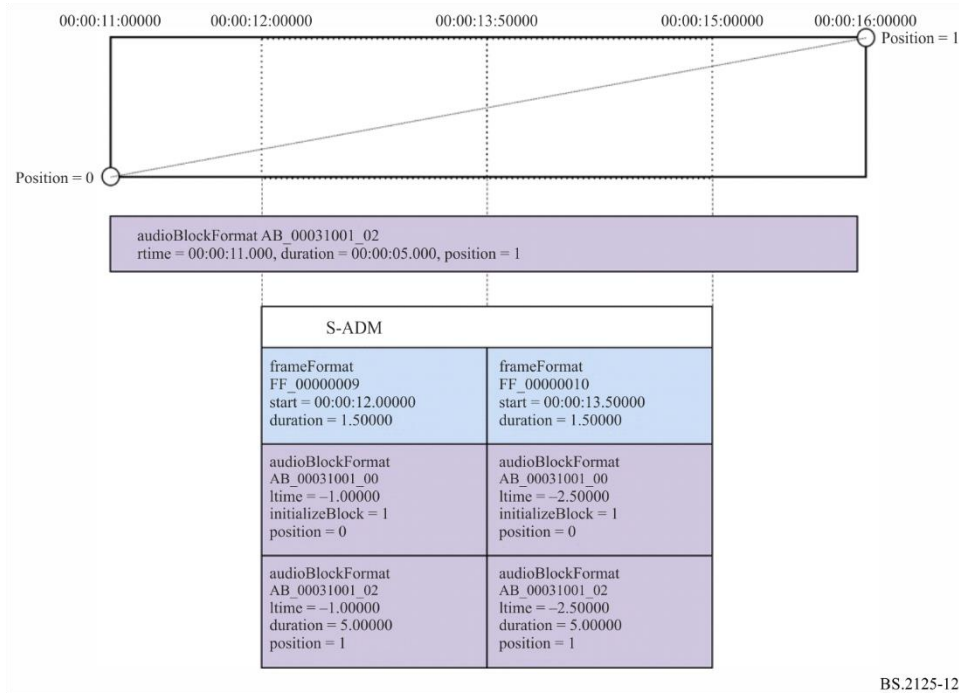 00:00:11:00000 00:00:12:00000 00:00:13:50000 00:00:15:00000 00:00:16:00000
Position = 1
Position = 0
audioBlockFormat AB_00031001_02
rtime = 00:00:11.000, duration = 00:00:05.000, position = 1
S-ADM
frameFormat
FF_00000009
start = 00:00:12.00000
duration = 1.50000
frameFormat
FF_00000010
start = 00:00:13.50000
duration = 1.50000
audioBlockFormat
AB_00031001_00
ltime = –1.00000
initializeBlock = 1
position = 0
audioBlockFormat
AB_00031001_00
ltime = –2.50000
initializeBlock = 1
position = 0
audioBlockFormat
AB_00031001_02
ltime = –1.00000
duration = 5.00000
position = 1
audioBlockFormat
AB_00031001_02
ltime = –2.50000
duration = 5.00000
position = 1
BS.2125-12